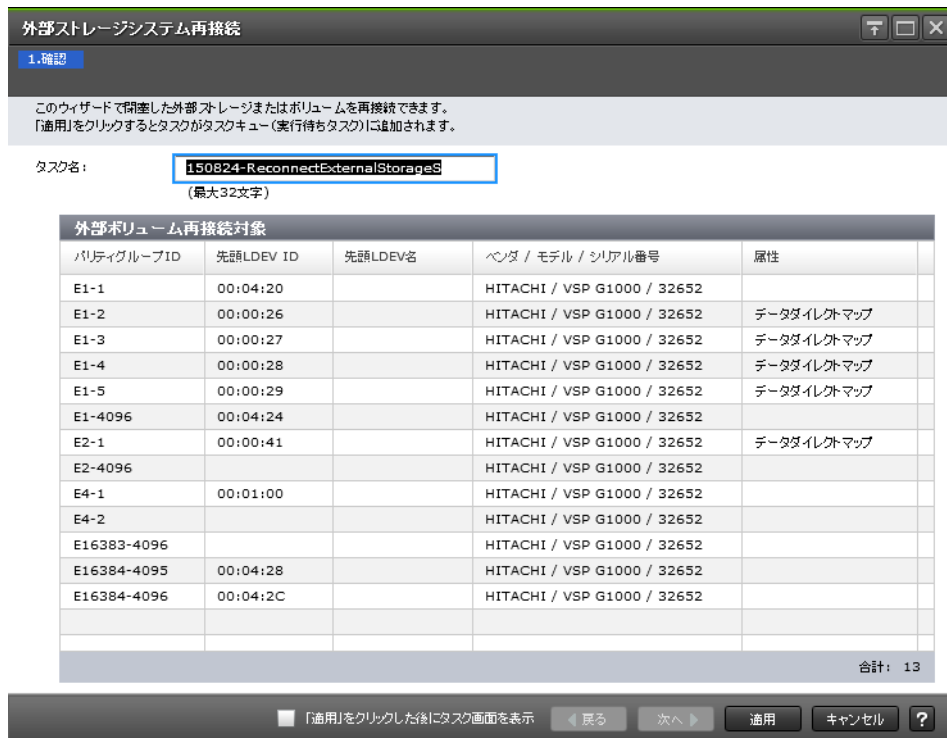 外部ストレージシステム再接続
1.確認
このウィザードで閉塞した外部ストレージまたはボリュームを再接続できます。
「適用」をクリックするとタスクがタスクキュー(実行待ちタスク)に追加されます。
タスク名: 150824-ReconnectExternalStorageS
(最大32文字)
外部ボリューム再接続対象
パリティグループID 先頭LDEV ID 先頭LDEV名 ベンダ / モデル / シリアル番号 属性
E1-1 00:04:20 HITACHI / VSP G1000 / 32652
E1-2 00:00:26 HITACHI / VSP G1000 / 32652 データダイレクトマップ
E1-3 00:00:27 HITACHI / VSP G1000 / 32652 データダイレクトマップ
E1-4 00:00:28 HITACHI / VSP G1000 / 32652 データダイレクトマップ
E1-5 00:00:29 HITACHI / VSP G1000 / 32652 データダイレクトマップ
E1-4096 00:04:24 HITACHI / VSP G1000 / 32652
E2-1 00:00:41 HITACHI / VSP G1000 / 32652 データダイレクトマップ
E2-4096 HITACHI / VSP G1000 / 32652
E4-1 00:01:00 HITACHI / VSP G1000 / 32652
E4-2 HITACHI / VSP G1000 / 32652
E16383-4096 HITACHI / VSP G1000 / 32652
E16384-4095 00:04:28 HITACHI / VSP G1000 / 32652
E16384-4096 00:04:2C HITACHI / VSP G1000 / 32652
合計: 13
「適用」をクリックした後にタスク画面を表示 戻る 次へ 適用 キャンセル ?